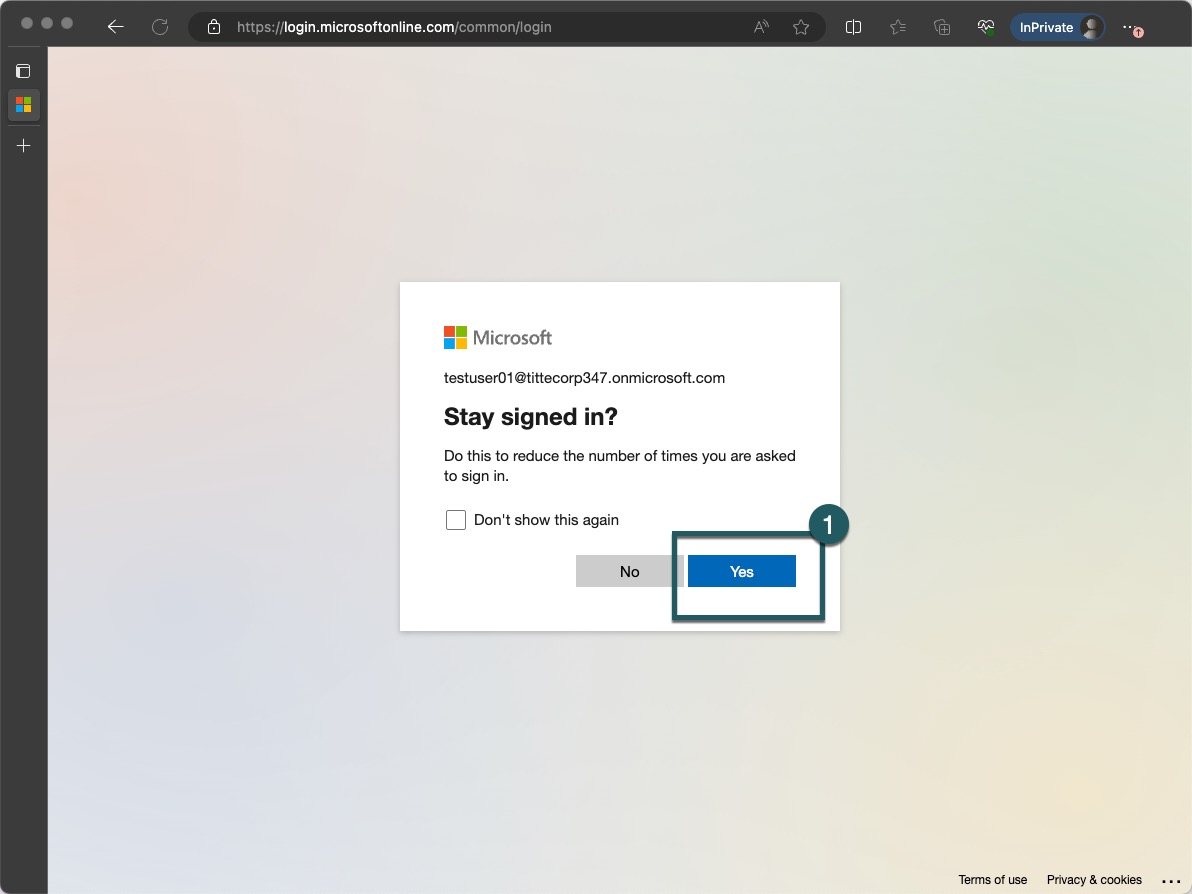 https://login.microsoftonline.com/common/login
InPrivate
Microsoft
testuser01@tittecorp347.onmicrosoft.com
Stay signed in?
Do this to reduce the number of times you are asked
to sign in.
Don't show this again
1
No
Yes
Terms of use
Privacy & cookies